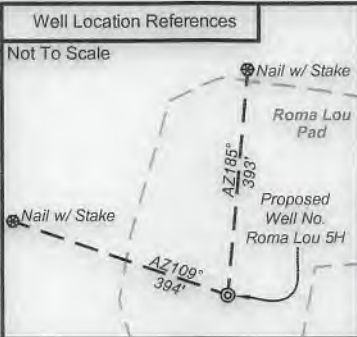 Well Location References
Not To Scale
Nail w/ Stake
Roma Lou
Pad
AZ185°
393'
Proposed
Well No.
Roma Lou 5H
Nail w/ Stake
AZ109°
394'